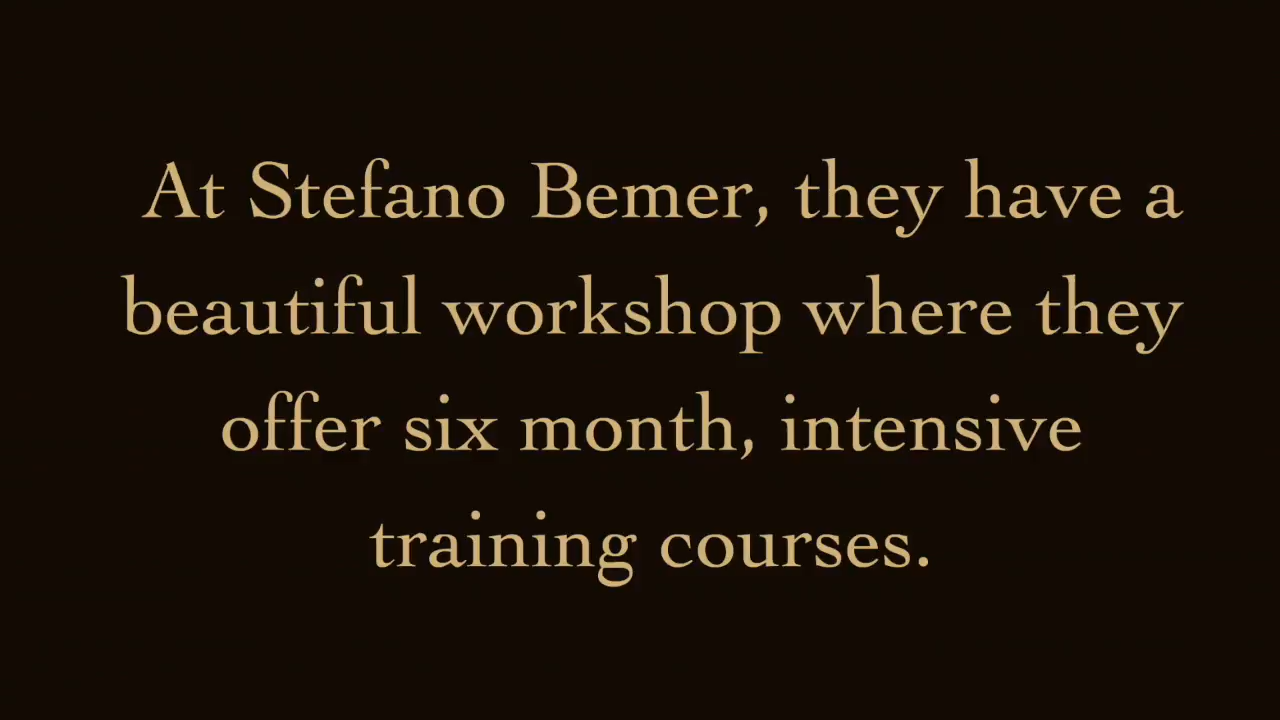 At Stefano Bemer, they have a
beautiful workshop where they
offer six month, intensive
training courses.